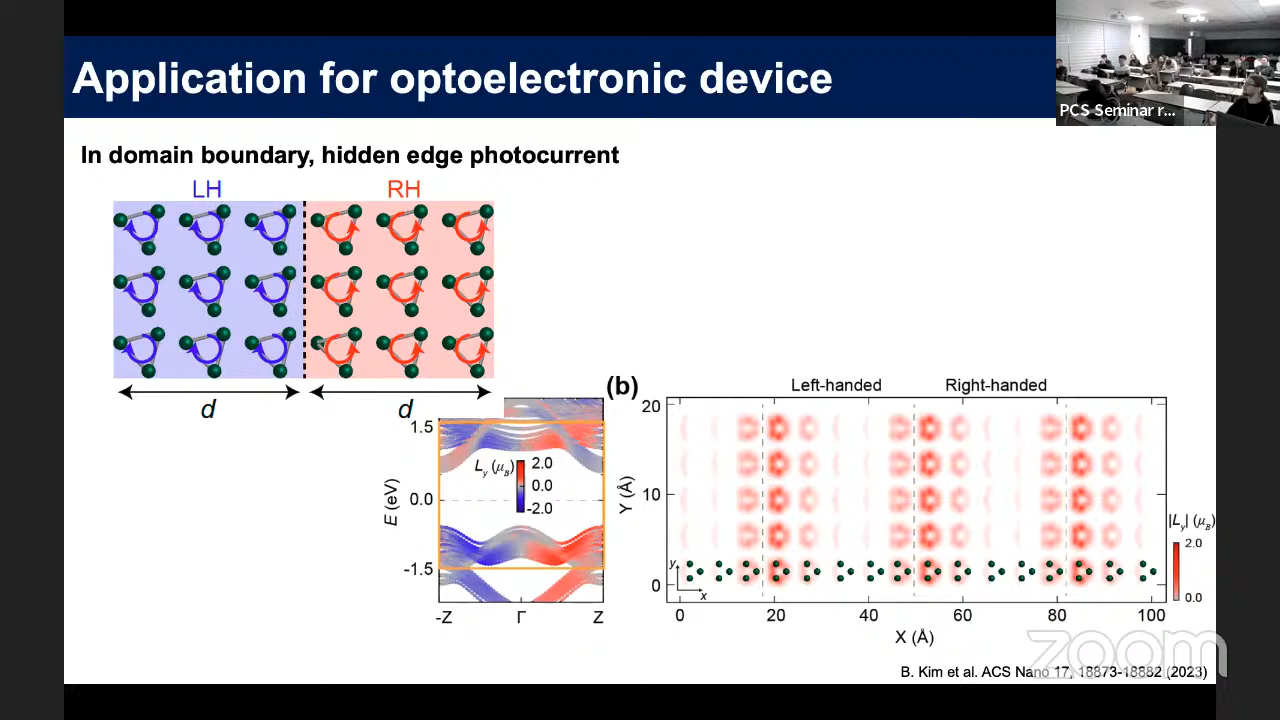 Application for optoelectronic device
PCS Seminar r...
In domain boundary, hidden edge photocurrent
LH
RH
d
d
(b)
Left-handed
Right-handed
1.5
0.0
-1.5
E (eV)
Ly (μB)
2.0
0.0
-2.0
-Z
Γ
Z
20
10
0
Y (Å)
y
x
0
20
40
60
80
100
X (Å)
|Ly| (μB)
2.0
0.0
zoom
B. Kim et al. ACS Nano 17, 18873-18882 (2023)